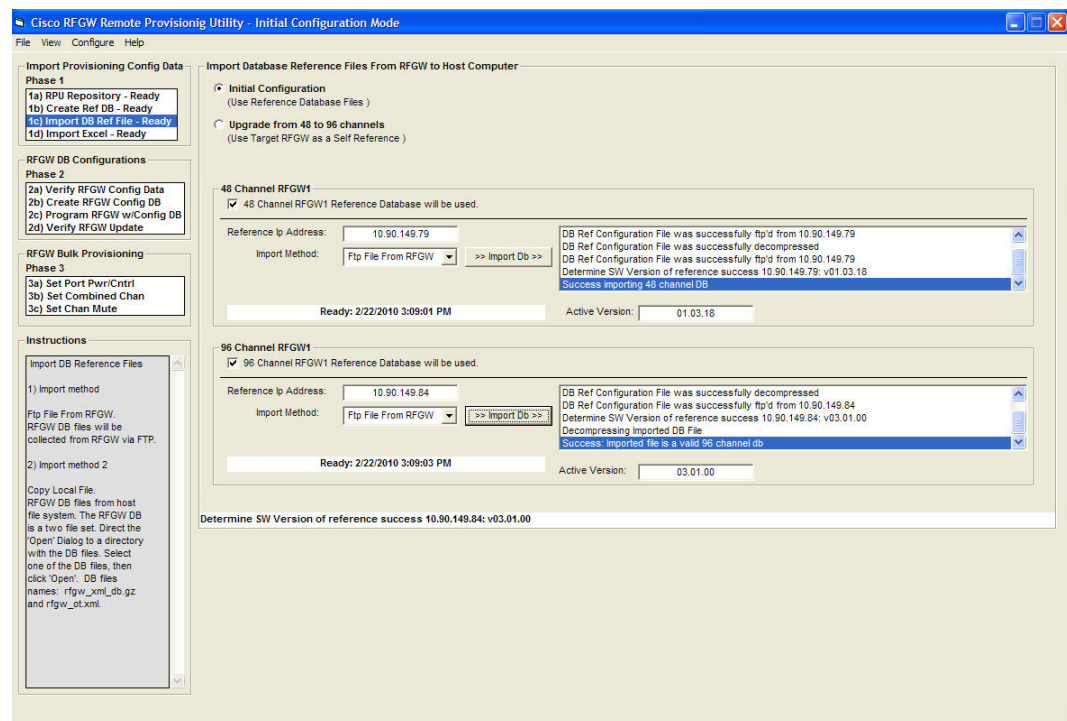 Cisco RFGW Remote Provisionig Utility - Initial Configuration Mode
File View Configure Help
Import Provisioning Config Data
Phase 1
1a) RPU Repository - Ready
1b) Create Ref DB - Ready
1c) Import DB Ref File - Ready
1d) Import Excel - Ready
RFGW DB Configurations
Phase 2
2a) Verify RFGW Config Data
2b) Create RFGW Config DB
2c) Program RFGW w/Config DB
2d) Verify RFGW Update
RFGW Bulk Provisioning
Phase 3
3a) Set Port Pwr/Cntrl
3b) Set Combined Chan
3c) Set Chan Mute
Instructions
Import DB Reference Files
1) Import method
Ftp File From RFGW.
RFGW DB files will be
collected from RFGW via FTP.
2) Import method 2
Copy Local File.
RFGW DB files from host
file system. The RFGW DB
is a two file set. Direct the
'Open' Dialog to a directory
with the DB files. Select
one of the DB files, then
click 'Open'. DB files
names: rfgw_xml_db.gz
and rfgw_ot.xml.
Import Database Reference Files From RFGW to Host Computer
Initial Configuration
(Use Reference Database Files )
Upgrade from 48 to 96 channels
(Use Target RFGW as a Self Reference )
48 Channel RFGW1
48 Channel RFGW1 Reference Database will be used.
Reference Ip Address: 10.90.149.79
Import Method: Ftp File From RFGW >> Import Db >>
DB Ref Configuration File was successfully ftp'd from 10.90.149.79
DB Ref Configuration File was successfully decompressed
DB Ref Configuration File was successfully ftp'd from 10.90.149.79
Determine SW Version of reference success 10.90.149.79: v01.03.18
Success importing 48 channel DB
Ready: 2/22/2010 3:09:01 PM
Active Version: 01.03.18
96 Channel RFGW1
96 Channel RFGW1 Reference Database will be used.
Reference Ip Address: 10.90.149.84
Import Method: Ftp File From RFGW >> Import Db >>
DB Ref Configuration File was successfully decompressed
DB Ref Configuration File was successfully ftp'd from 10.90.149.84
Determine SW Version of reference success 10.90.149.84: v03.01.00
Decompressing Imported DB File
Success: Imported file is a valid 96 channel db
Ready: 2/22/2010 3:09:03 PM
Active Version: 03.01.00
Determine SW Version of reference success 10.90.149.84: v03.01.00